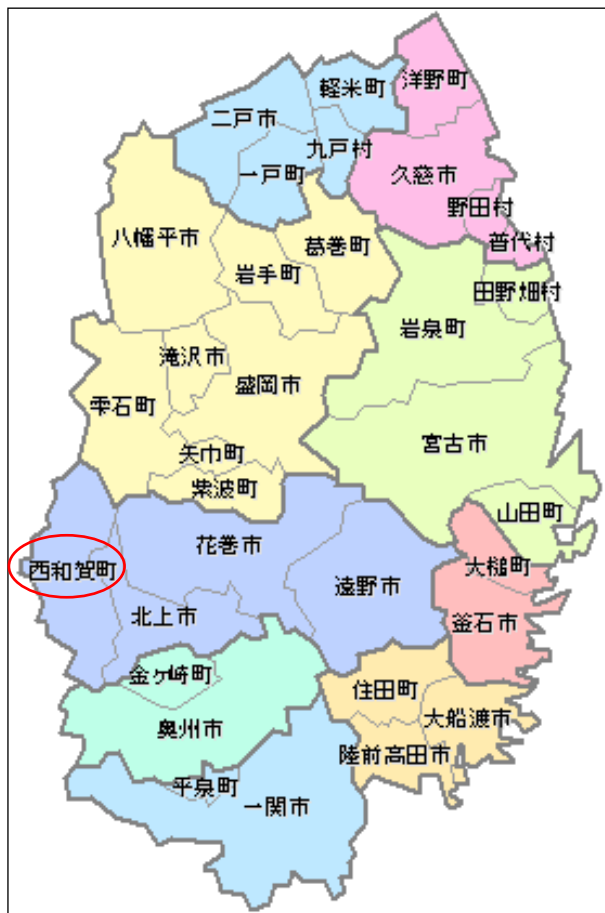 洋野町
軽米町
二戸市
九戸村
一戸町
久慈市
野田村
普代村
八幡平市
葛巻町
岩手町
田野畑村
岩泉町
滝沢市
盛岡市
雫石町
宮古市
矢巾町
紫波町
山田町
花巻市
西和賀町
大槌町
遠野市
北上市
釜石市
金ヶ崎町
住田町
大船渡市
奥州市
陸前高田市
平泉町
一関市